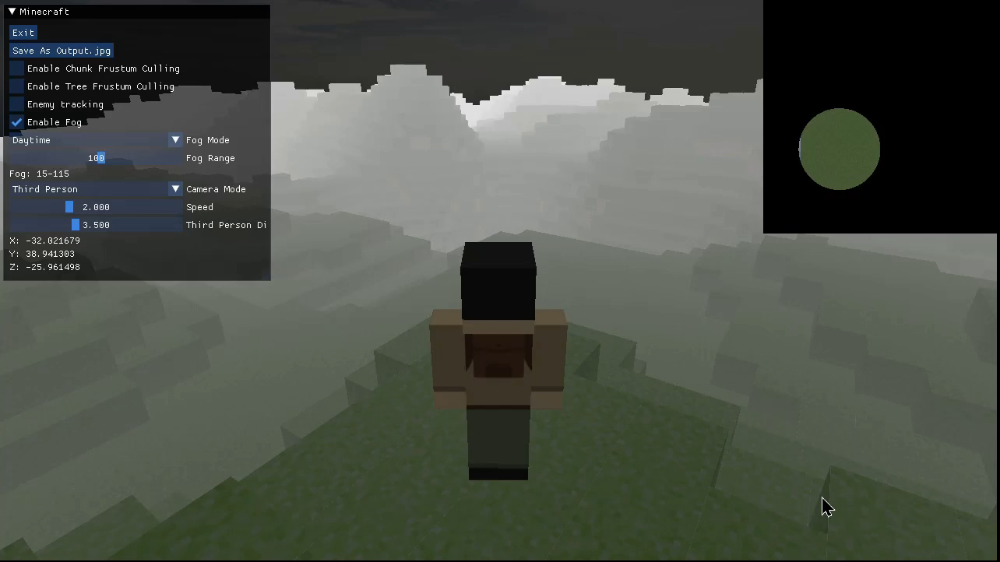 Minecraft
Exit
Save As Output.jpg
Enable Chunk Frustum Culling
Enable Tree Frustum Culling
Enemy tracking
Enable Fog
Daytime Fog Mode
100 Fog Range
Fog: 15-115
Third Person Camera Mode
2.000 Speed
3.500 Third Person Di
X: -32.021679
Y: 38.941303
Z: -25.961498